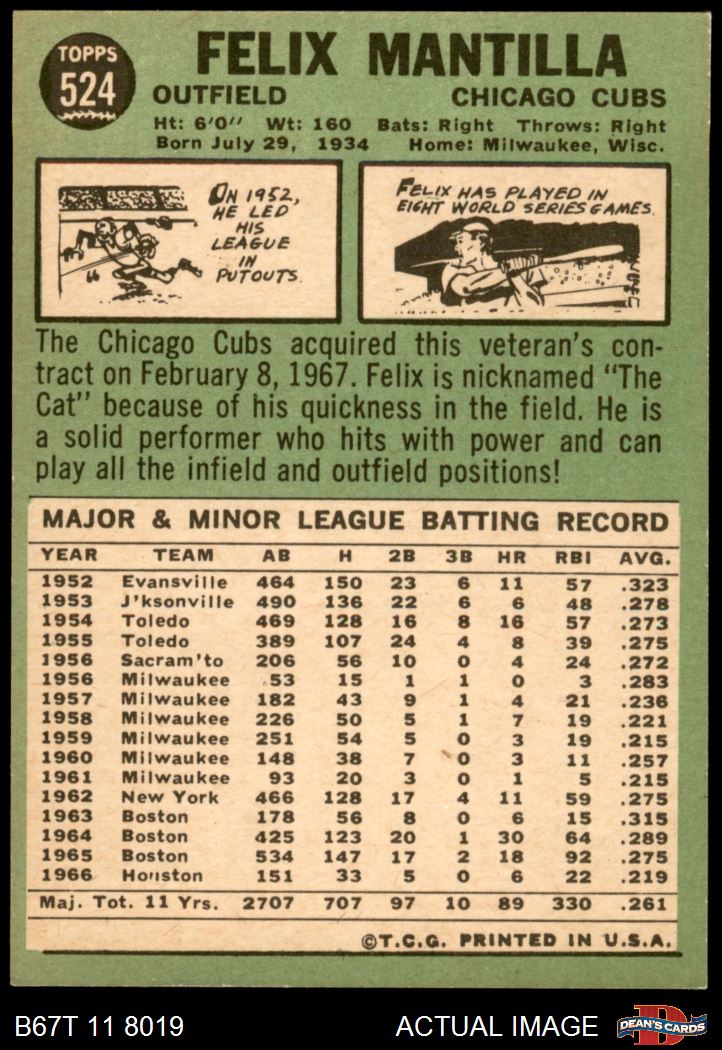 TOPPS
524
FELIX MANTILLA
OUTFIELD CHICAGO CUBS
Ht: 6'0" Wt: 160 Bats: Right Throws: Right
Born July 29, 1934 Home: Milwaukee, Wisc.
ON 1952,
HE LED
HIS
LEAGUE
IN
PUTOUTS.
FELIX HAS PLAYED IN
EIGHT WORLD SERIES GAMES.
The Chicago Cubs acquired this veteran's con-
tract on February 8, 1967. Felix is nicknamed "The
Cat" because of his quickness in the field. He is
a solid performer who hits with power and can
play all the infield and outfield positions!
MAJOR & MINOR LEAGUE BATTING RECORD
YEAR TEAM AB H 2B 3B HR RBI AVG.
1952 Evansville 464 150 23 6 11 57 .323
1953 J'ksonville 490 136 22 6 6 48 .278
1954 Toledo 469 128 16 8 16 57 .273
1955 Toledo 389 107 24 4 8 39 .275
1956 Sacram'to 206 56 10 0 4 24 .272
1956 Milwaukee 53 15 1 1 0 3 .283
1957 Milwaukee 182 43 9 1 4 21 .236
1958 Milwaukee 226 50 5 1 7 19 .221
1959 Milwaukee 251 54 5 0 3 19 .215
1960 Milwaukee 148 38 7 0 3 11 .257
1961 Milwaukee 93 20 3 0 1 5 .215
1962 New York 466 128 17 4 11 59 .275
1963 Boston 178 56 8 0 6 15 .315
1964 Boston 425 123 20 1 30 64 .289
1965 Boston 534 147 17 2 18 92 .275
1966 Houston 151 33 5 0 6 22 .219
Maj. Tot. 11 Yrs. 2707 707 97 10 89 330 .261
©T.C.G. PRINTED IN U.S.A.
B67T 11 8019 ACTUAL IMAGE
D
DEAN'S CARDS